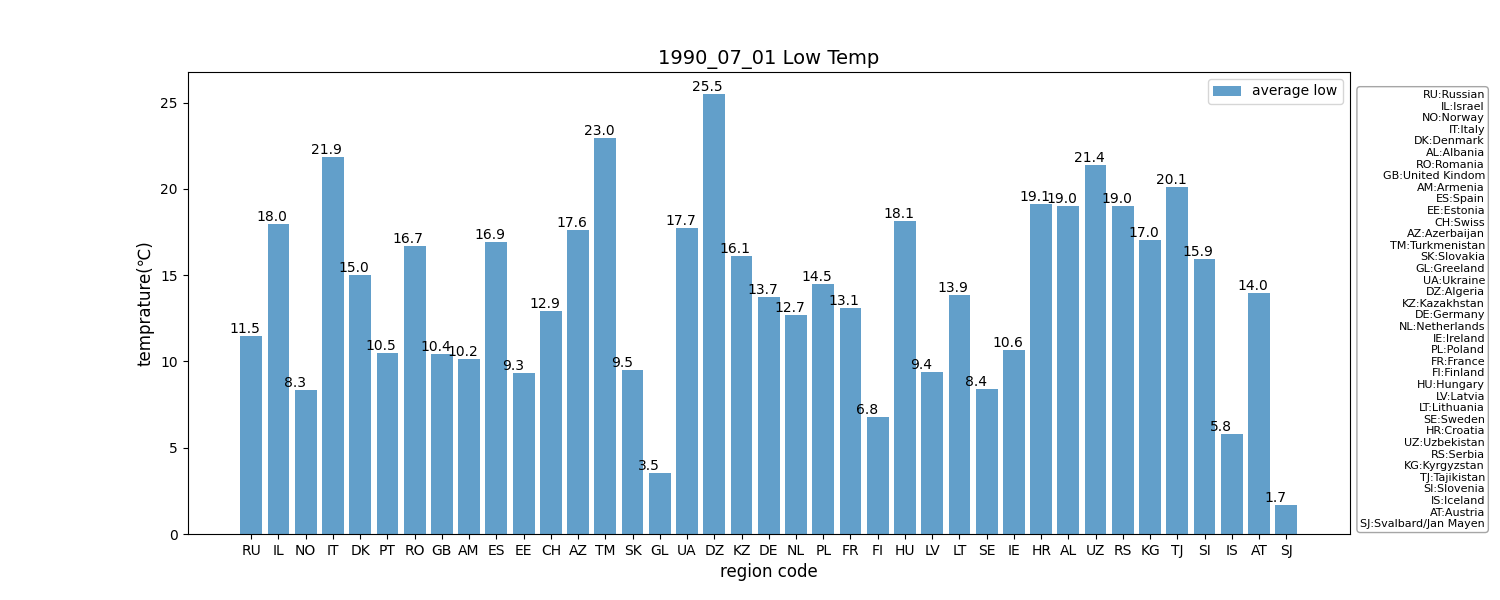 1990_07_01 Low Temp
average low
temprature(℃)
25
20
15
10
5
0
11.5
18.0
8.3
21.9
15.0
10.5
16.7
10.4
10.2
16.9
9.3
12.9
17.6
23.0
9.5
3.5
17.7
25.5
16.1
13.7
12.7
14.5
13.1
6.8
18.1
9.4
13.9
8.4
10.6
19.1
19.0
21.4
19.0
17.0
20.1
15.9
5.8
14.0
1.7
RU IL NO IT DK PT RO GB AM ES EE CH AZ TM SK GL UA DZ KZ DE NL PL FR FI HU LV LT SE IE HR AL UZ RS KG TJ SI IS AT SJ
region code
RU:Russian
IL:Israel
NO:Norway
IT:Italy
DK:Denmark
AL:Albania
RO:Romania
GB:United Kindom
AM:Armenia
ES:Spain
EE:Estonia
CH:Swiss
AZ:Azerbaijan
TM:Turkmenistan
SK:Slovakia
GL:Greeland
UA:Ukraine
DZ:Algeria
KZ:Kazakhstan
DE:Germany
NL:Netherlands
IE:Ireland
PL:Poland
FR:France
FI:Finland
HU:Hungary
LV:Latvia
LT:Lithuania
SE:Sweden
HR:Croatia
UZ:Uzbekistan
RS:Serbia
KG:Kyrgyzstan
TJ:Tajikistan
SI:Slovenia
IS:Iceland
AT:Austria
SJ:Svalbard/Jan Mayen